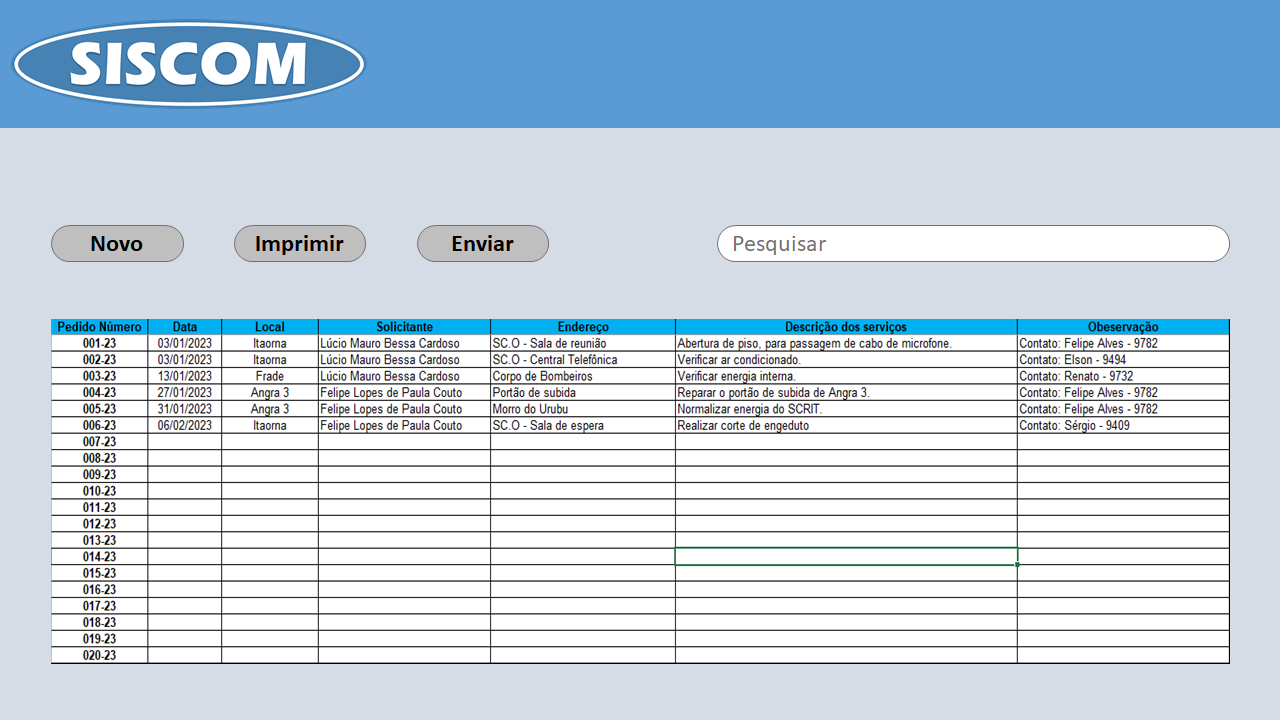 SISCOM
Novo Imprimir Enviar Pesquisar
Pedido Número Data Local Solicitante Endereço Descrição dos serviços Obeservação
001-23 03/01/2023 Itaorna Lúcio Mauro Bessa Cardoso SC.O - Sala de reunião Abertura de piso, para passagem de cabo de microfone. Contato: Felipe Alves - 9782
002-23 03/01/2023 Itaorna Lúcio Mauro Bessa Cardoso SC.O - Central Telefônica Verificar ar condicionado. Contato: Elson - 9494
003-23 13/01/2023 Frade Lúcio Mauro Bessa Cardoso Corpo de Bombeiros Verificar energia interna. Contato: Renato - 9732
004-23 27/01/2023 Angra 3 Felipe Lopes de Paula Couto Portão de subida Reparar o portão de subida de Angra 3. Contato: Felipe Alves - 9782
005-23 31/01/2023 Angra 3 Felipe Lopes de Paula Couto Morro do Urubu Normalizar energia do SCRIT. Contato: Felipe Alves - 9782
006-23 06/02/2023 Itaorna Felipe Lopes de Paula Couto SC.O - Sala de espera Realizar corte de engeduto Contato: Sérgio - 9409
007-23
008-23
009-23
010-23
011-23
012-23
013-23
014-23
015-23
016-23
017-23
018-23
019-23
020-23